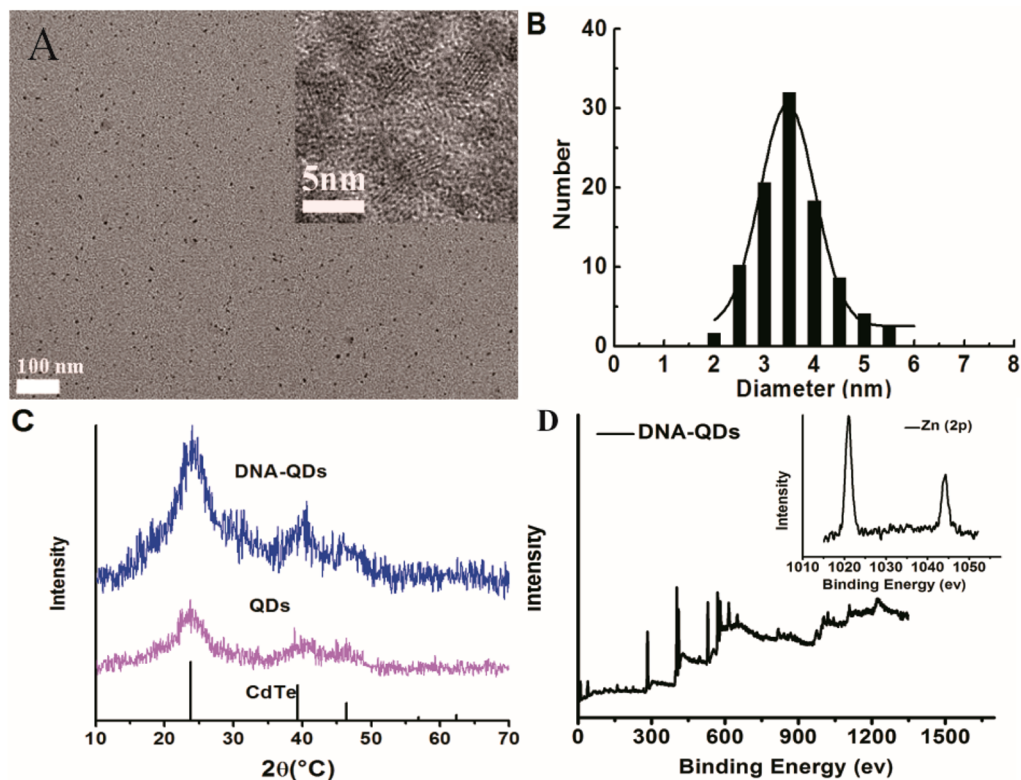 A
5nm
100 nm
B
Number
40
30
20
10
0
0 1 2 3 4 5 6 7 8
Diameter (nm)
C
Intensity
DNA-QDs
QDs
CdTe
10 20 30 40 50 60 70
2θ(°C)
D
Intensity
DNA-QDs
Zn (2p)
Intensity
1010 1020 1030 1040 1050
Binding Energy (ev)
0 300 600 900 1200 1500
Binding Energy (ev)